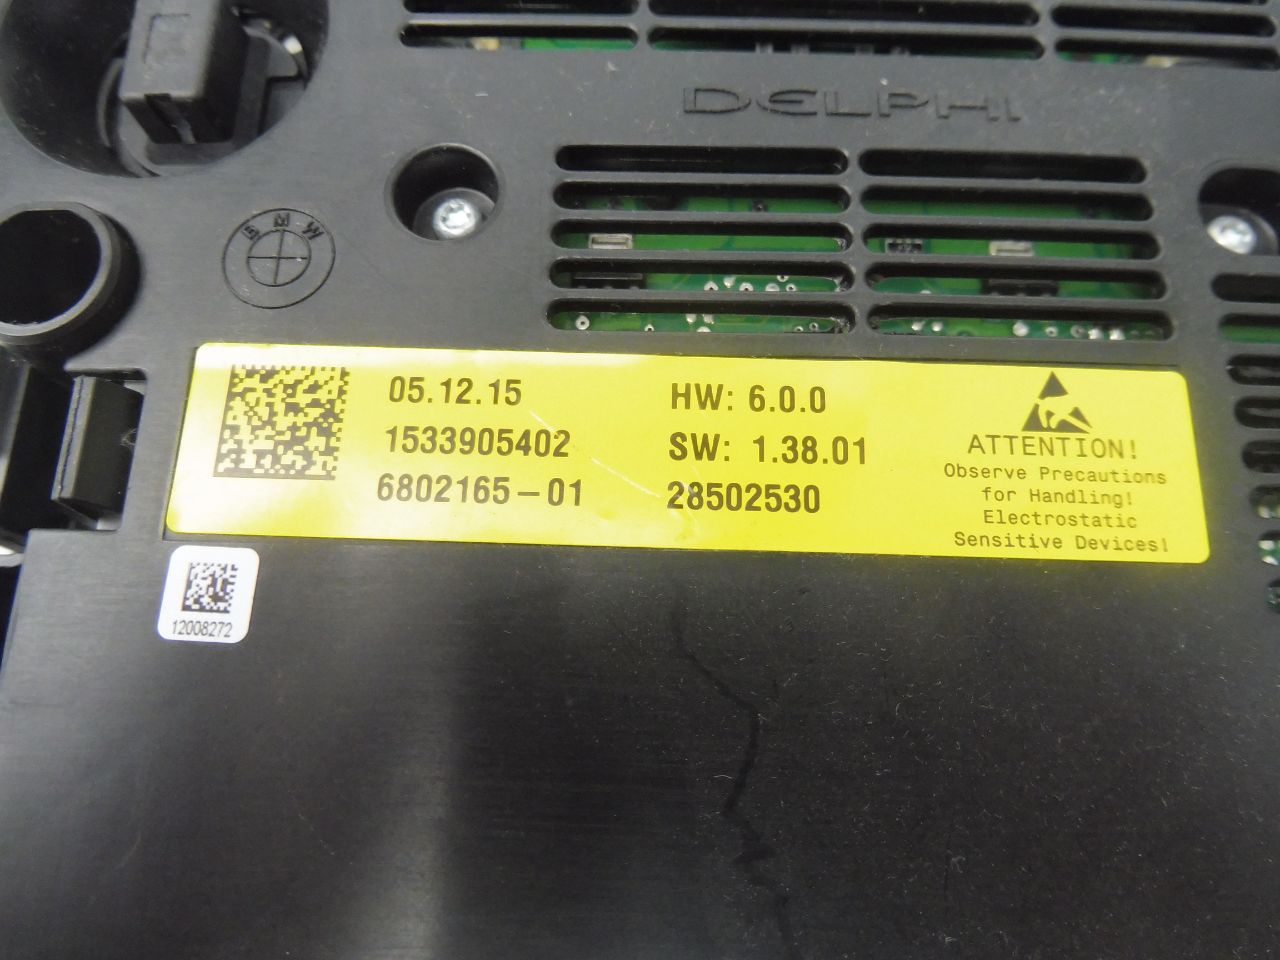 DELPHI
BMW
05.12.15
1533905402
6802165-01
HW: 6.0.0
SW: 1.38.01
28502530
ATTENTION!
Observe Precautions
for Handling!
Electrostatic
Sensitive Devices!
12008272